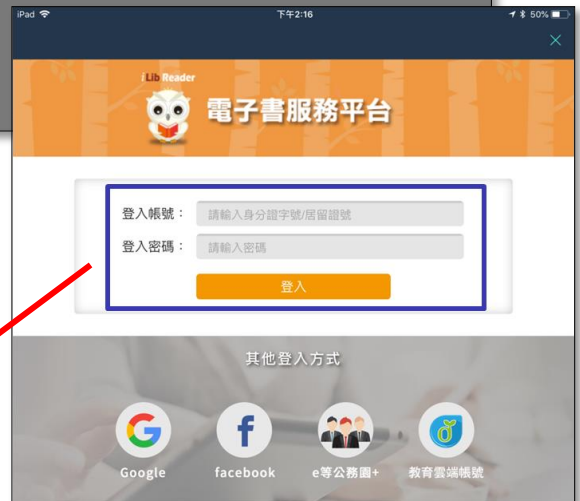 iPad 下午2:16 50%
iLib Reader
電子書服務平台
登入帳號： 請輸入身分證字號/居留證號
登入密碼： 請輸入密碼
登入
其他登入方式
Google facebook e等公務園+ 教育雲端帳號